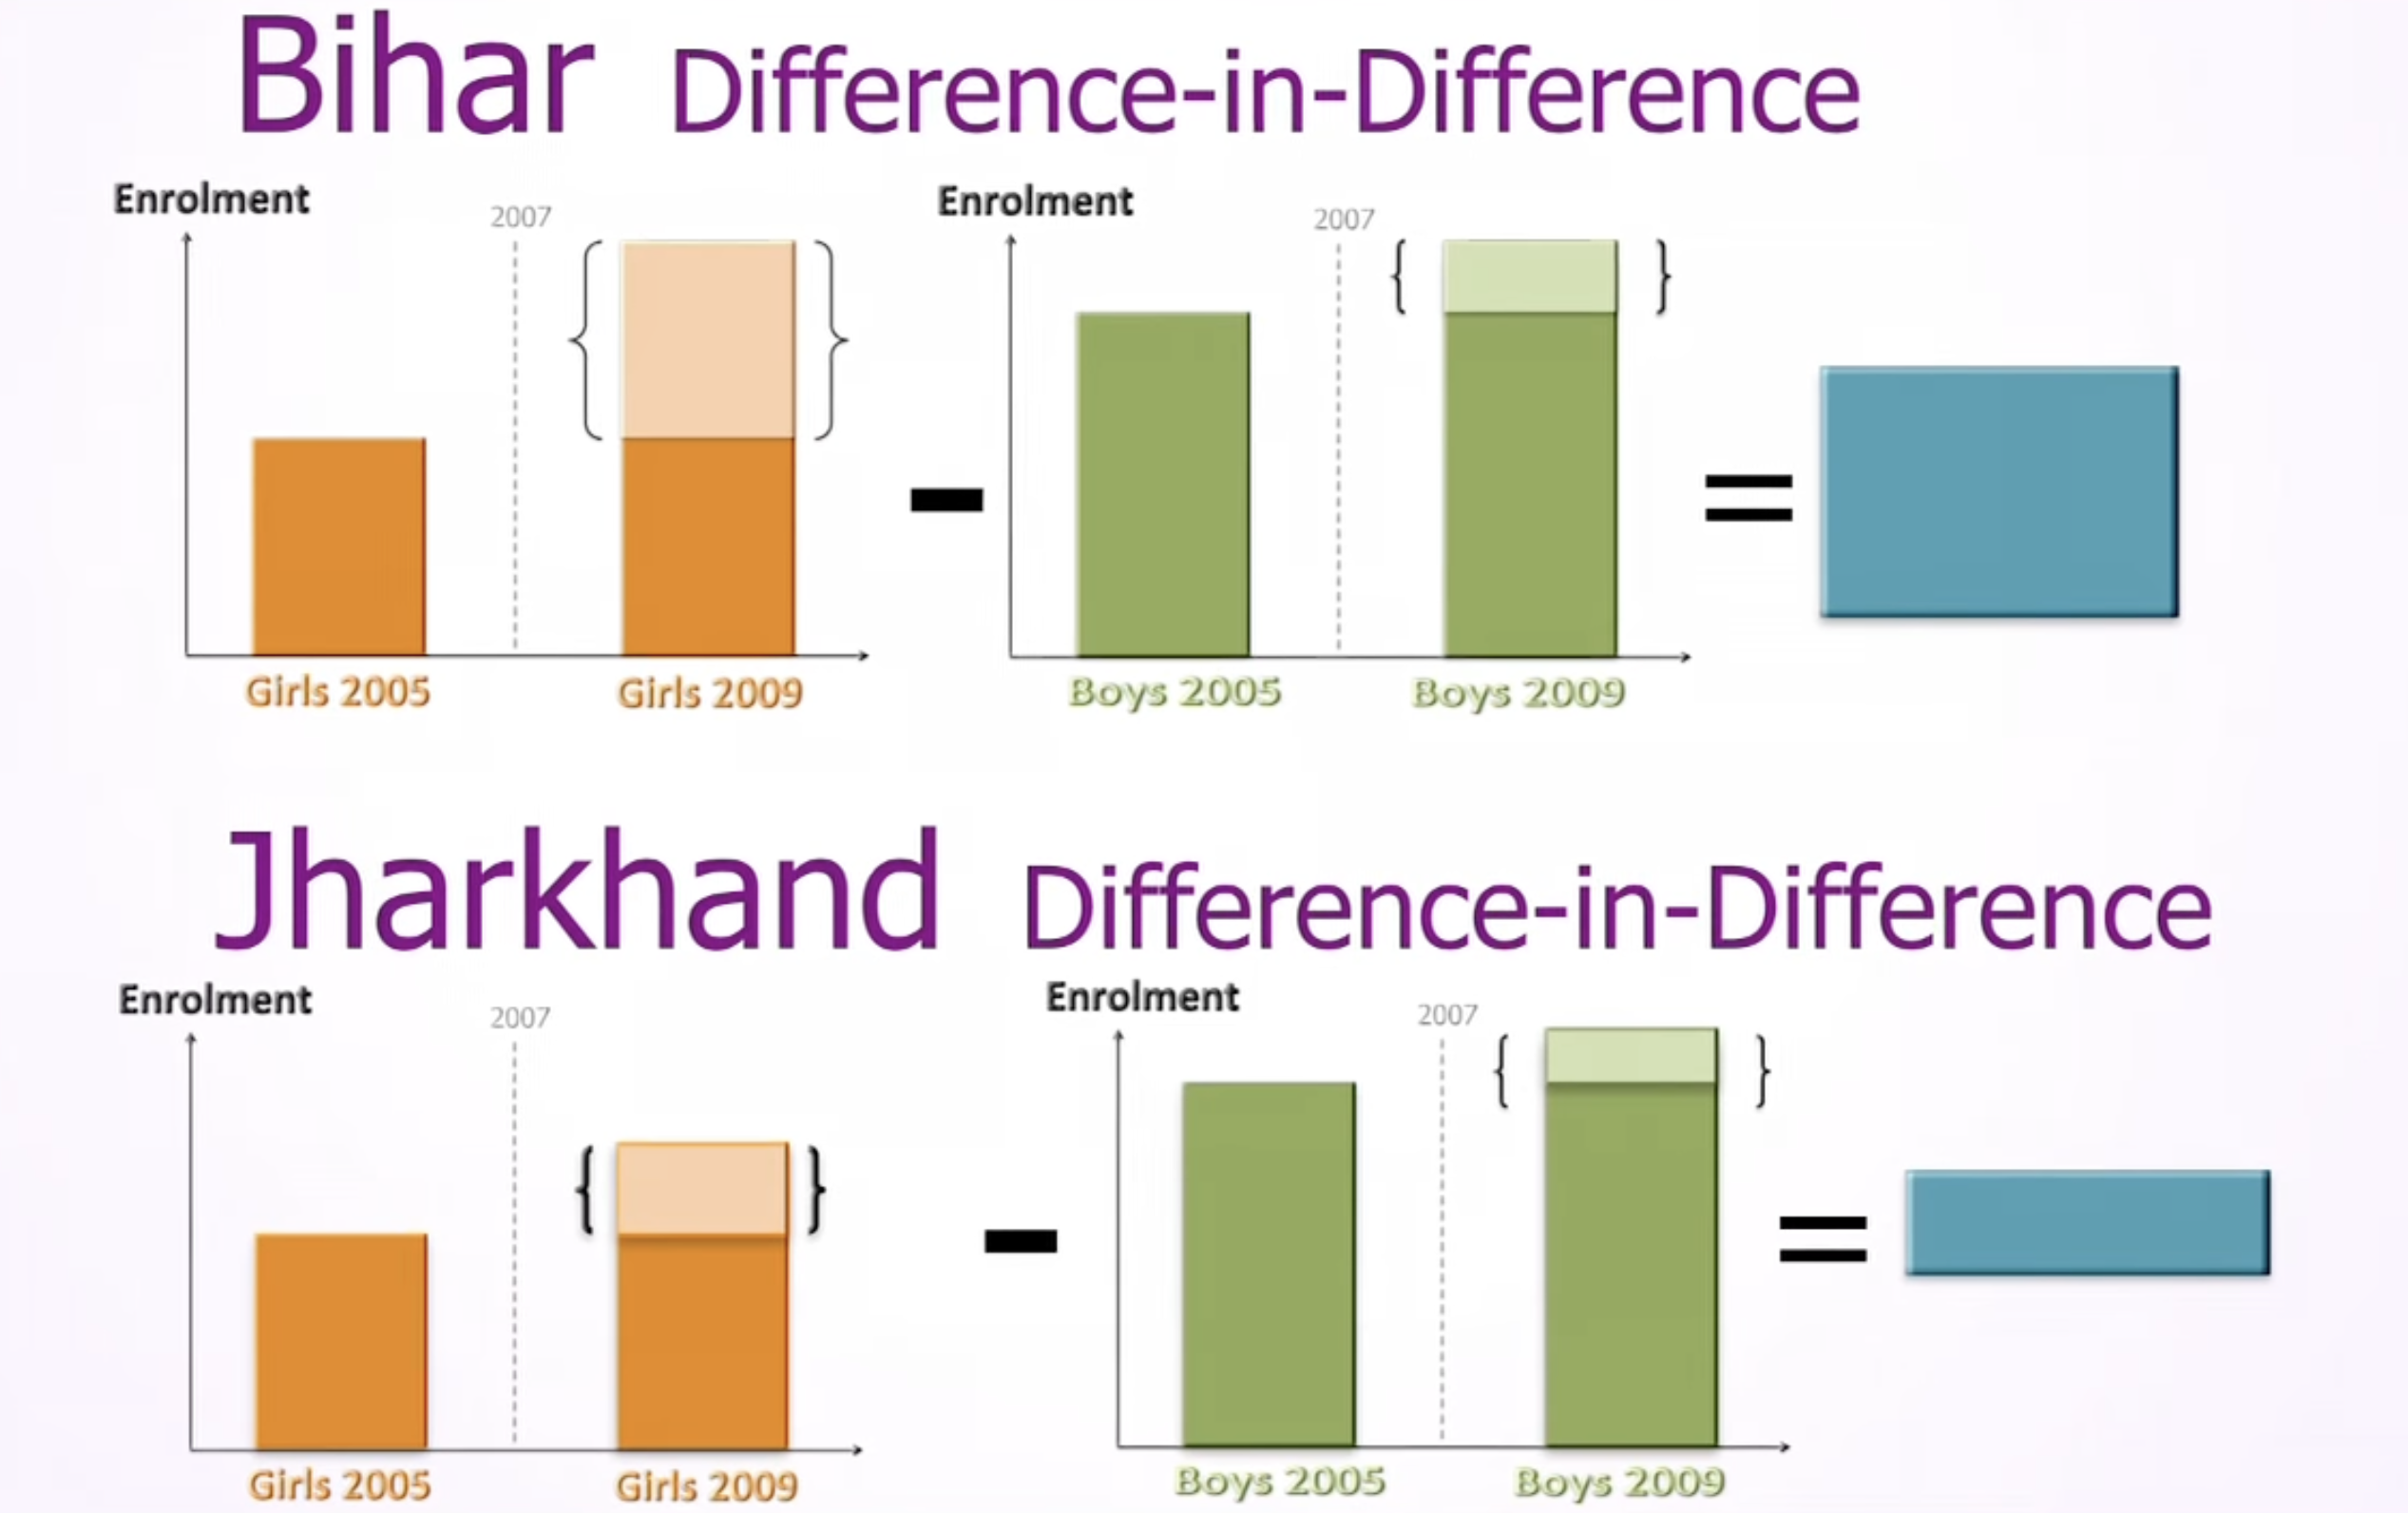 Bihar Difference-in-Difference
Enrolment
2007
Girls 2005
Girls 2009
Enrolment
2007
Boys 2005
Boys 2009
Jharkhand Difference-in-Difference
Enrolment
2007
Girls 2005
Girls 2009
Enrolment
2007
Boys 2005
Boys 2009